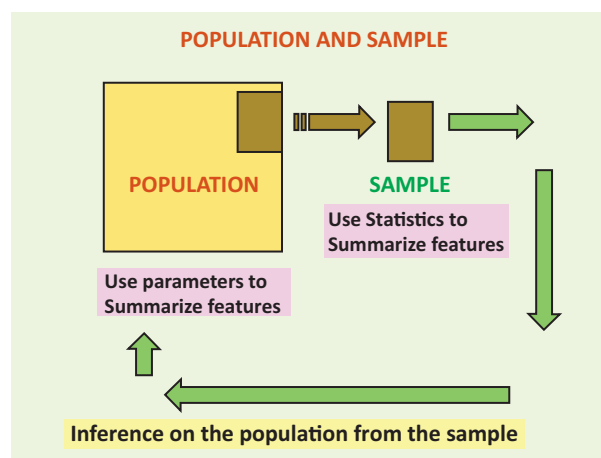 POPULATION AND SAMPLE
POPULATION
SAMPLE
Use Statistics to
Summarize features
Use parameters to
Summarize features
Inference on the population from the sample